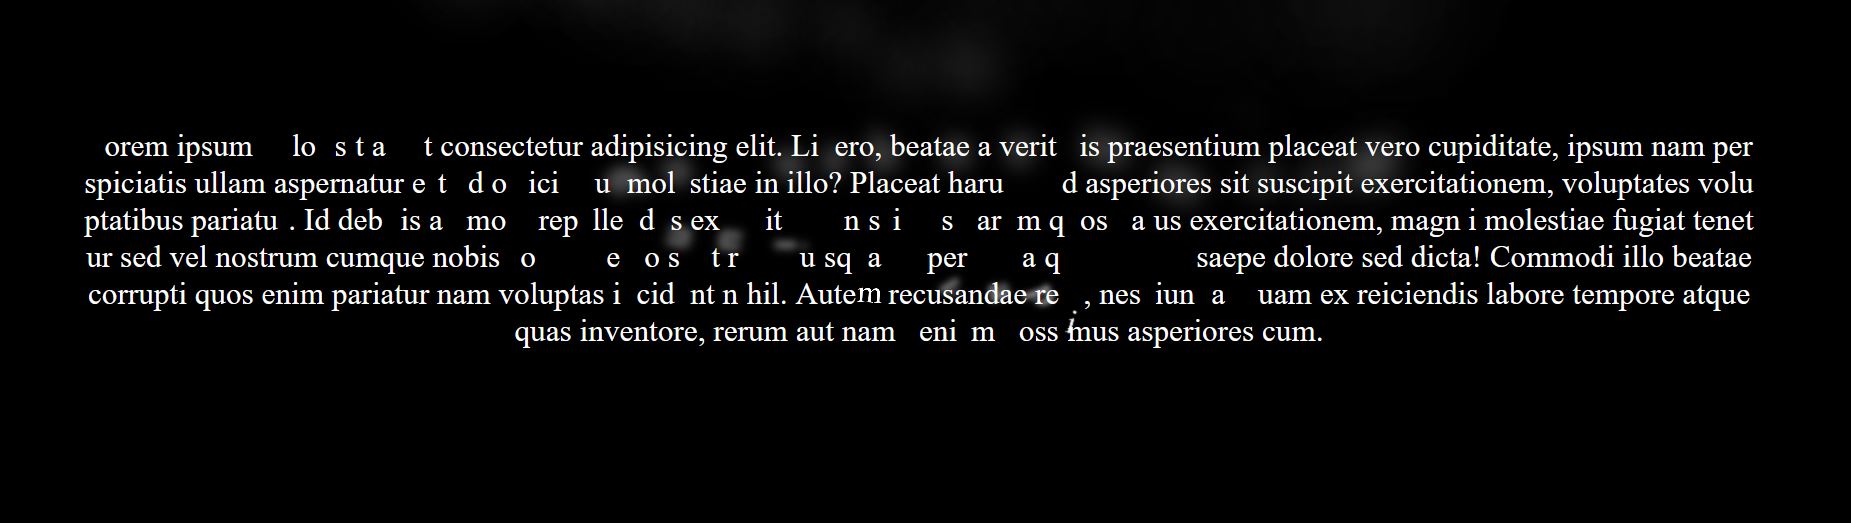 orem ipsum lo s t a t consectetur adipisicing elit. Li ero, beatae a verit is praesentium placeat vero cupiditate, ipsum nam per
spiciatis ullam aspernatur e t d o ici u mol stiae in illo? Placeat haru d asperiores sit suscipit exercitationem, voluptates volu
ptatibus pariatu . Id deb is a mo rep lle d s ex it n s i s ar m q os a us exercitationem, magn i molestiae fugiat tenet
ur sed vel nostrum cumque nobis o e o s t r u sq a per a q saepe dolore sed dicta! Commodi illo beatae
corrupti quos enim pariatur nam voluptas i cid nt n hil. Autem recusandae re , nes iun a uam ex reiciendis labore tempore atque
quas inventore, rerum aut nam eni m oss imus asperiores cum.